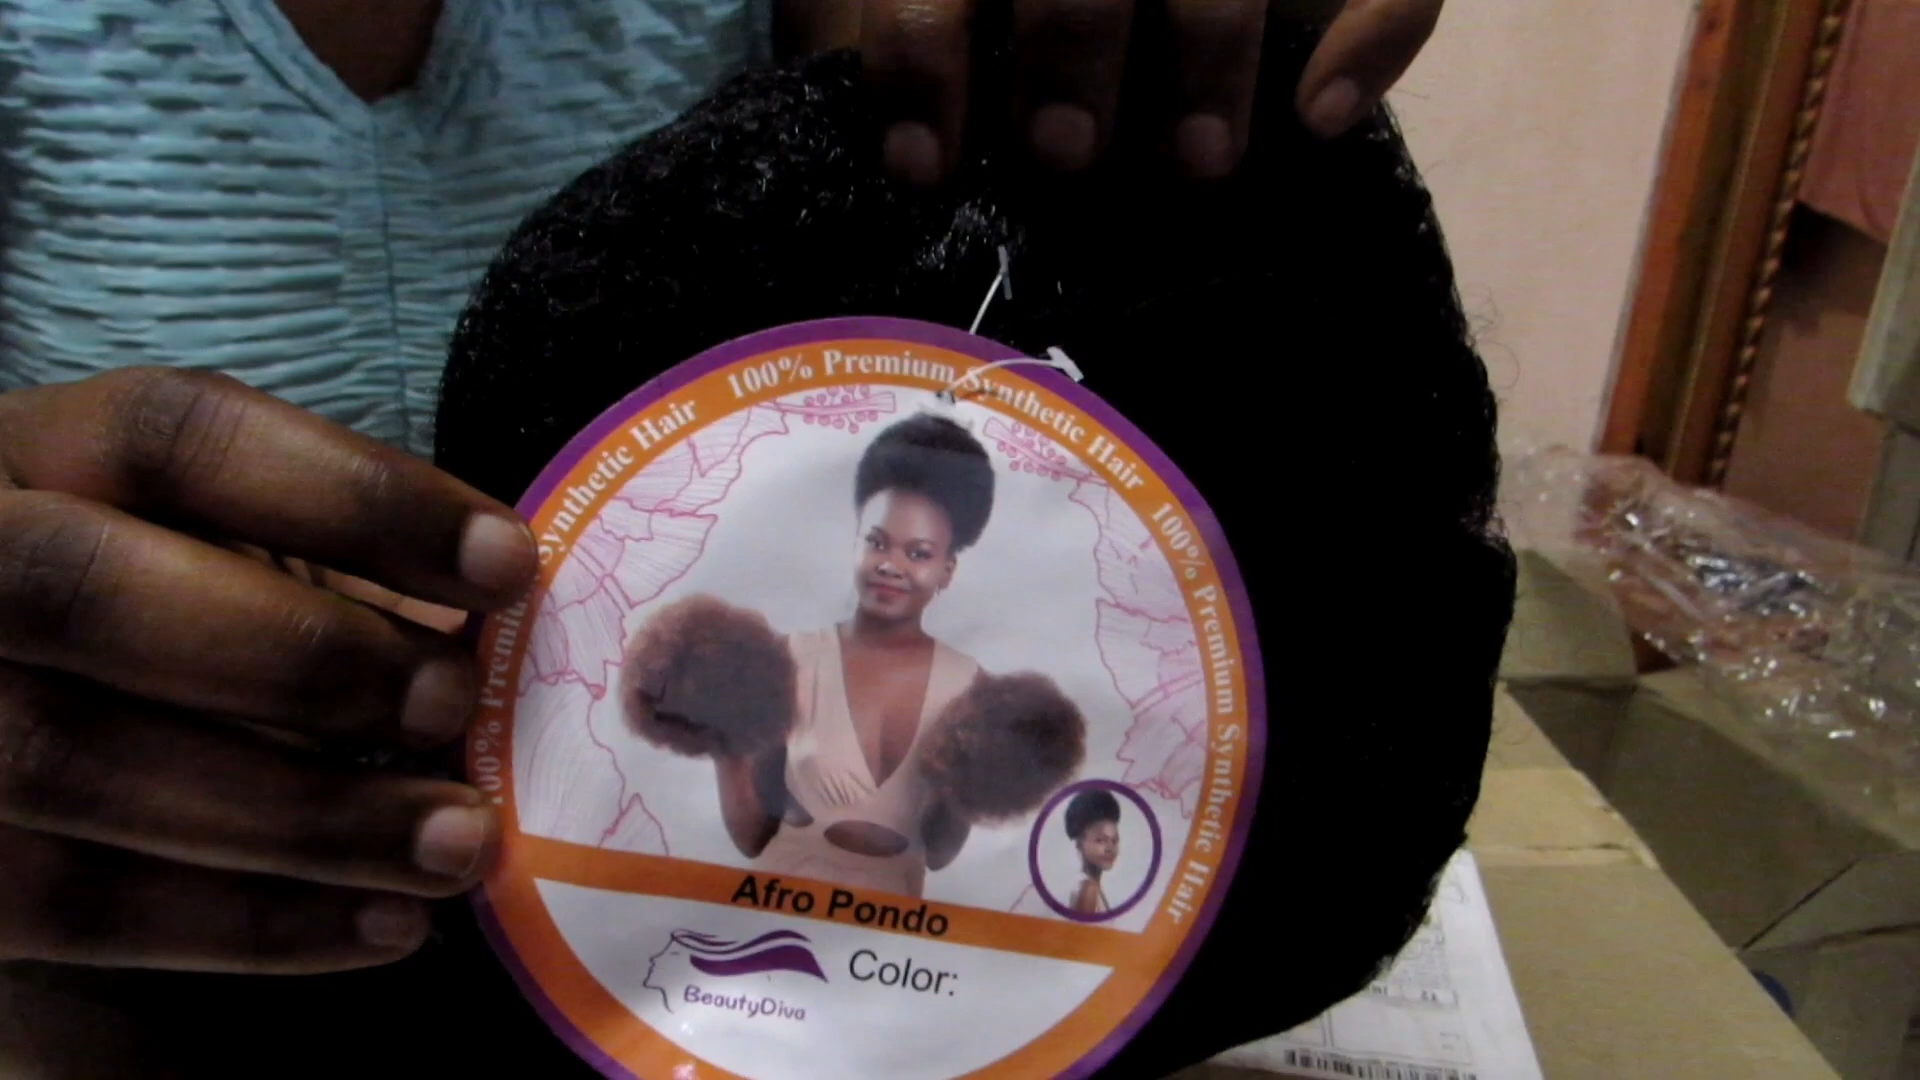 100% Premium Synthetic Hair 100% Premium Synthetic Hair 100% Premium Synthetic Hair
Afro Pondo
BeautyDiva
Color: